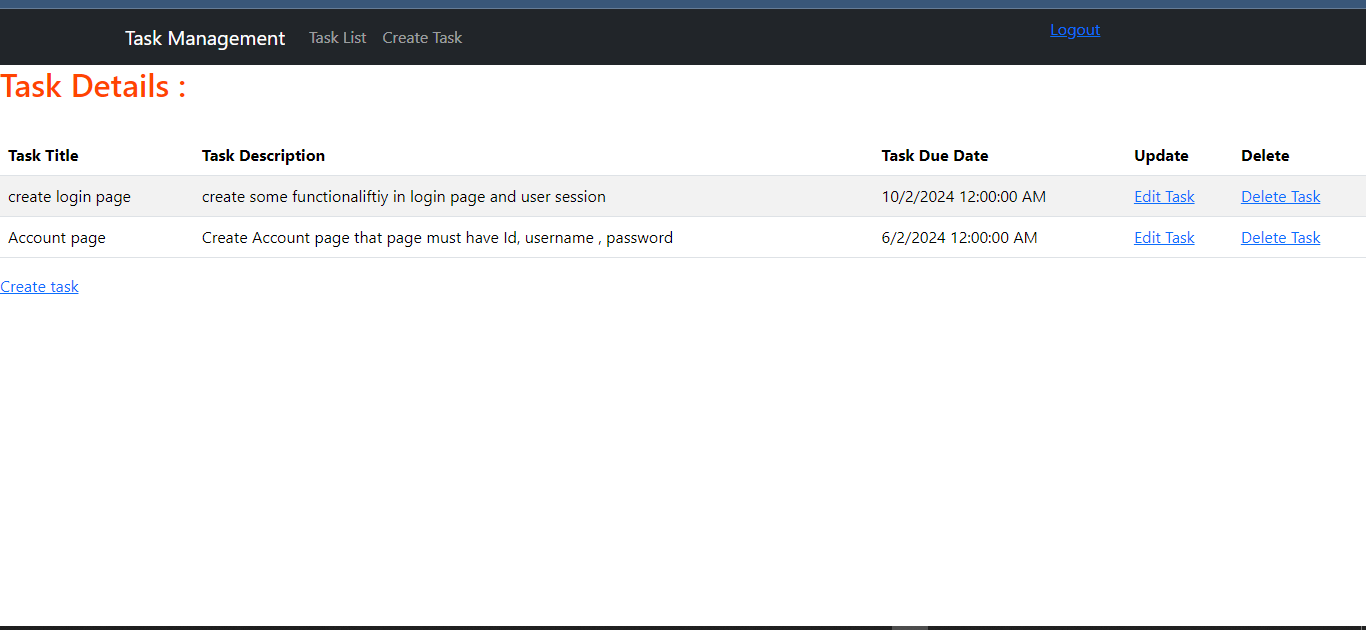 Task Management Task List Create Task Logout
Task Details :
Task Title Task Description Task Due Date Update Delete
create login page create some functionaliftiy in login page and user session 10/2/2024 12:00:00 AM Edit Task Delete Task
Account page Create Account page that page must have Id, username , password 6/2/2024 12:00:00 AM Edit Task Delete Task
Create task